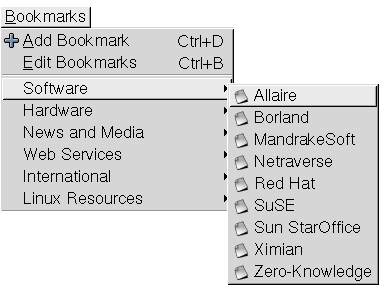 Bookmarks
Add Bookmark Ctrl+D
Edit Bookmarks Ctrl+B
Software
Hardware
News and Media
Web Services
International
Linux Resources
Allaire
Borland
MandrakeSoft
Netraverse
Red Hat
SuSE
Sun StarOffice
Ximian
Zero-Knowledge